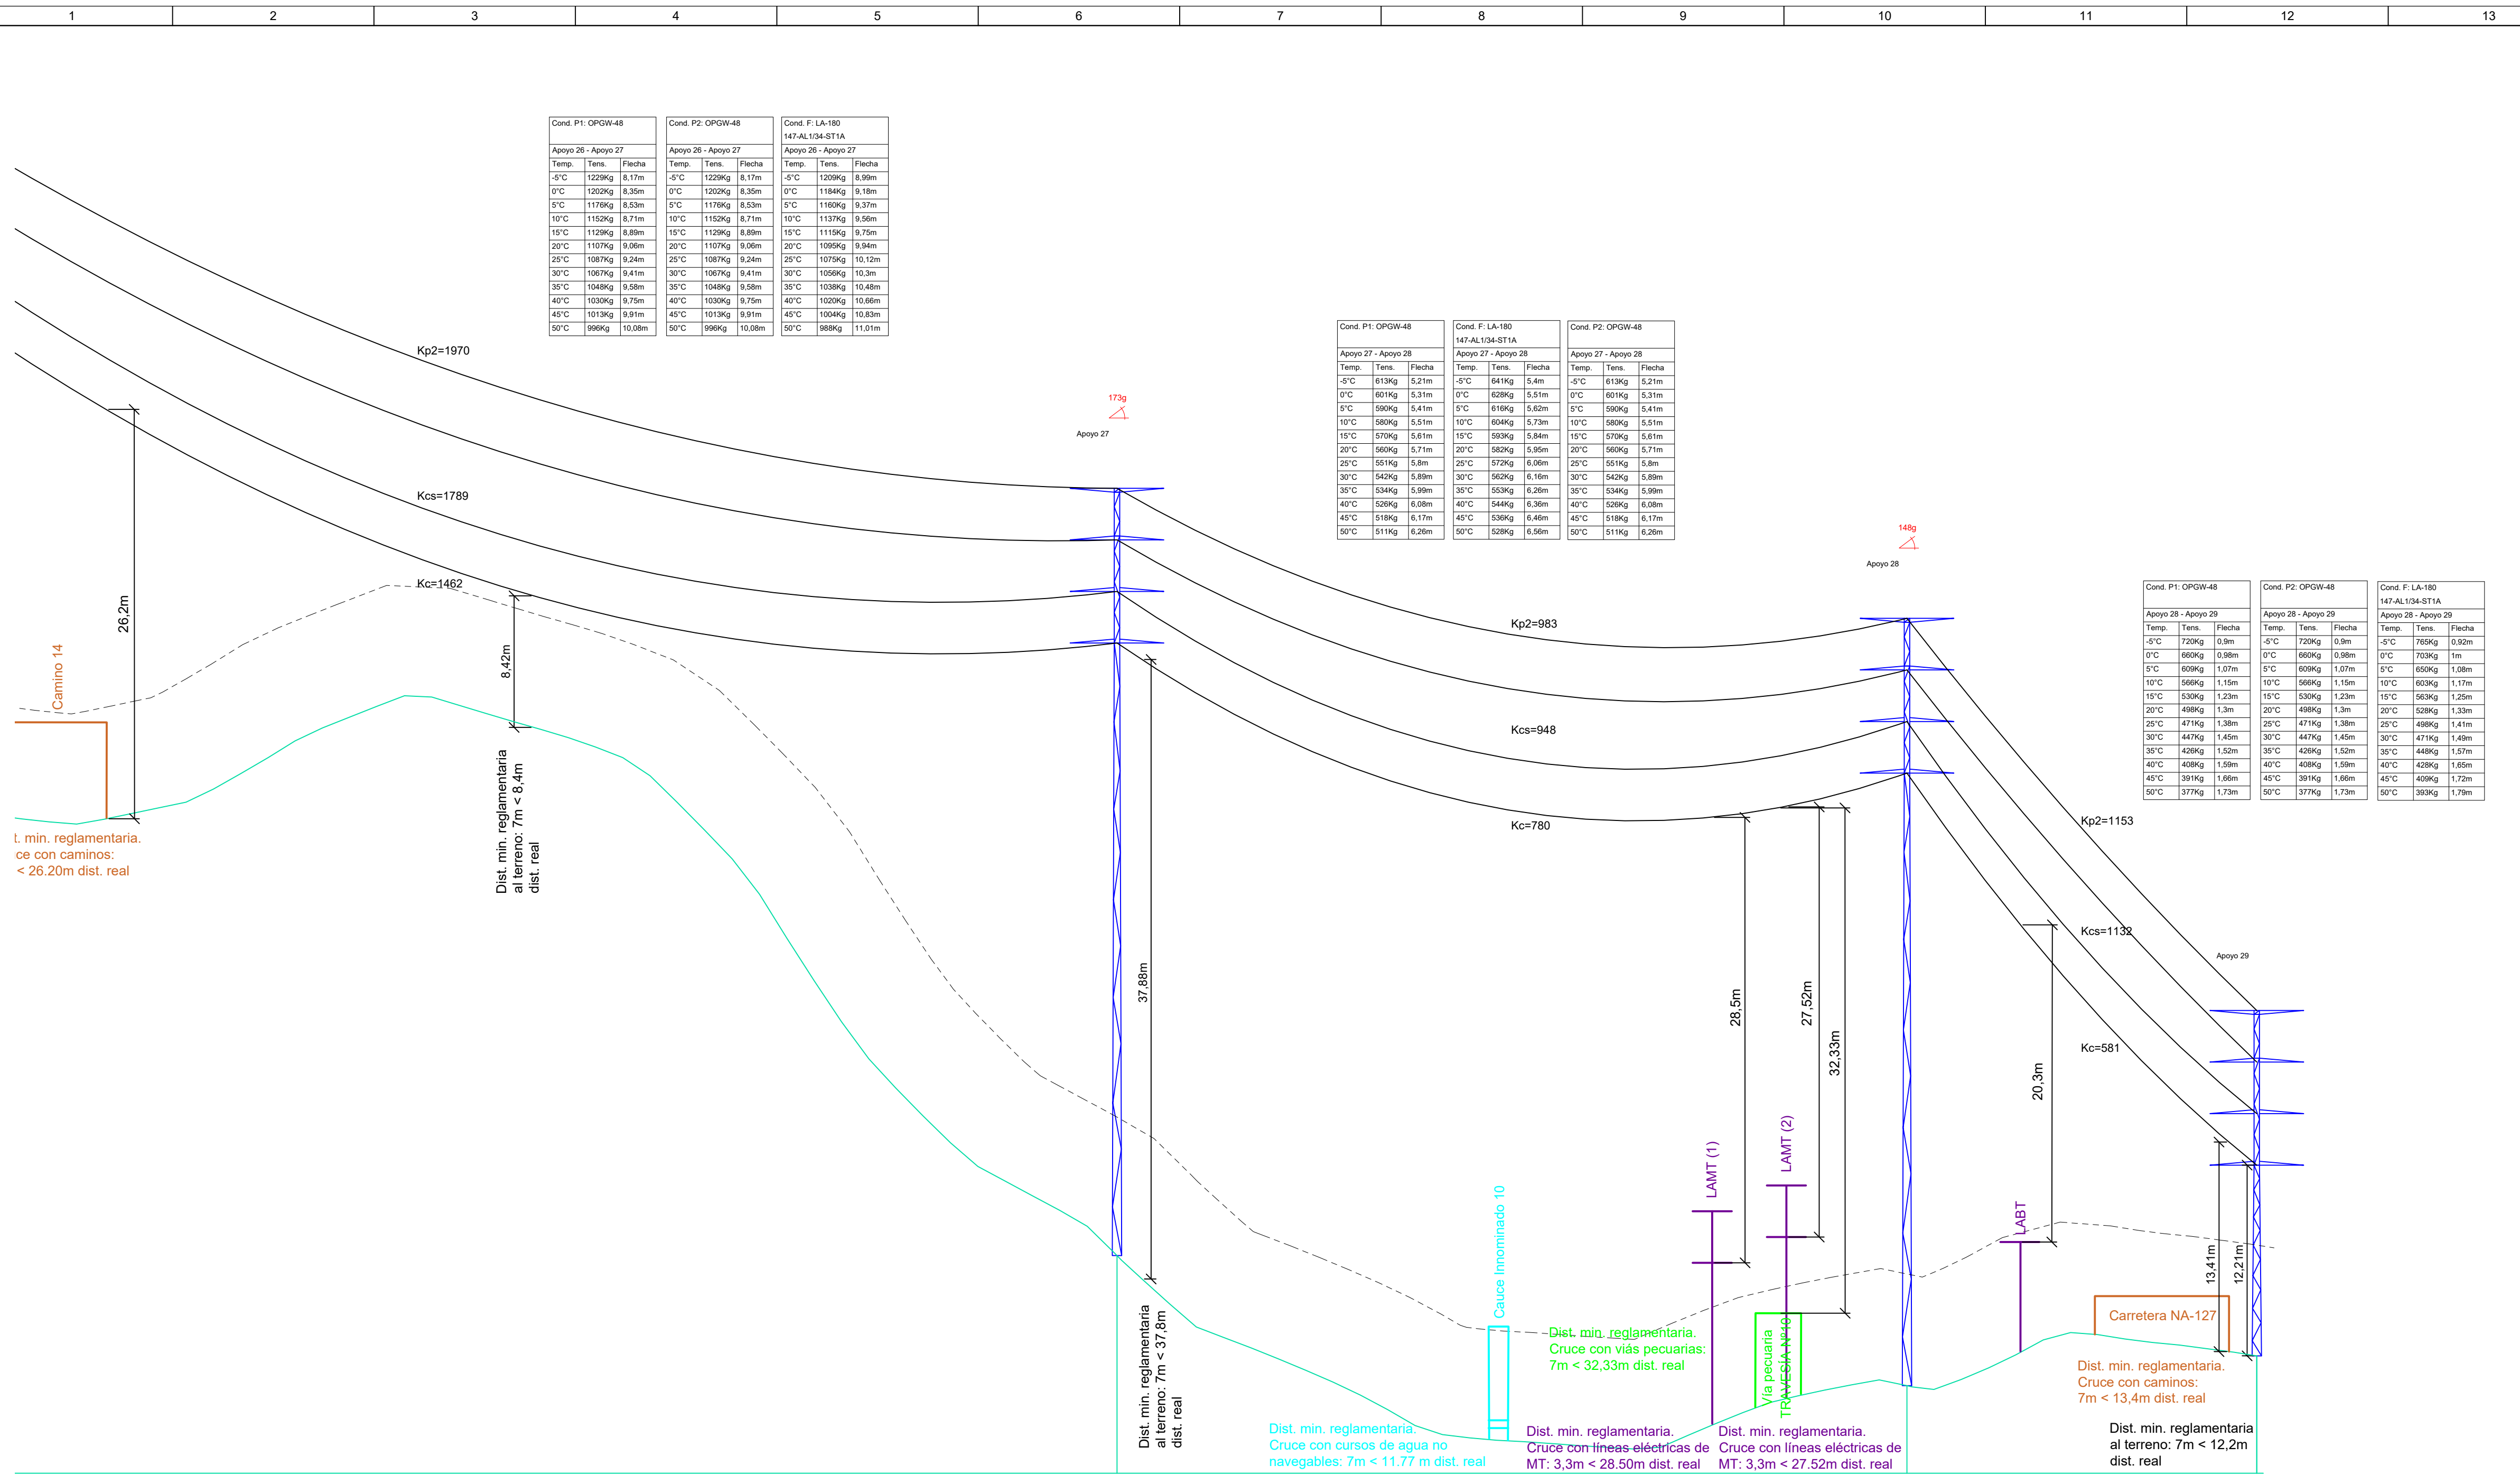 1 2 3 4 5 6 7 8 9 10 11 12 13
Cond. P1: OPGW-48
Apoyo 26 - Apoyo 27
Temp. Tens. Flecha
-5°C 1229Kg 8,17m
0°C 1202Kg 8,35m
5°C 1176Kg 8,53m
10°C 1152Kg 8,71m
15°C 1129Kg 8,89m
20°C 1107Kg 9,06m
25°C 1087Kg 9,24m
30°C 1067Kg 9,41m
35°C 1048Kg 9,58m
40°C 1030Kg 9,75m
45°C 1013Kg 9,91m
50°C 996Kg 10,08m
Cond. P2: OPGW-48
Apoyo 26 - Apoyo 27
Temp. Tens. Flecha
-5°C 1229Kg 8,17m
0°C 1202Kg 8,35m
5°C 1176Kg 8,53m
10°C 1152Kg 8,71m
15°C 1129Kg 8,89m
20°C 1107Kg 9,06m
25°C 1087Kg 9,24m
30°C 1067Kg 9,41m
35°C 1048Kg 9,58m
40°C 1030Kg 9,75m
45°C 1013Kg 9,91m
50°C 996Kg 10,08m
Cond. F: LA-180
147-AL1/34-ST1A
Apoyo 26 - Apoyo 27
Temp. Tens. Flecha
-5°C 1209Kg 8,99m
0°C 1184Kg 9,18m
5°C 1160Kg 9,37m
10°C 1137Kg 9,56m
15°C 1115Kg 9,75m
20°C 1095Kg 9,94m
25°C 1075Kg 10,12m
30°C 1056Kg 10,3m
35°C 1038Kg 10,48m
40°C 1020Kg 10,66m
45°C 1004Kg 10,83m
50°C 988Kg 11,01m
Kp2=1970
Kcs=1789
Kc=1462
26,2m
Camino 14
t. min. reglamentaria.
ce con caminos:
< 26.20m dist. real
8,42m
Dist. min. reglamentaria
al terreno: 7m < 8,4m
dist. real
173g
Apoyo 27
37,88m
Dist. min. reglamentaria
al terreno: 7m < 37,8m
dist. real
Cond. P1: OPGW-48
Apoyo 27 - Apoyo 28
Temp. Tens. Flecha
-5°C 613Kg 5,21m
0°C 601Kg 5,31m
5°C 590Kg 5,41m
10°C 580Kg 5,51m
15°C 570Kg 5,61m
20°C 560Kg 5,71m
25°C 551Kg 5,8m
30°C 542Kg 5,89m
35°C 534Kg 5,99m
40°C 526Kg 6,08m
45°C 518Kg 6,17m
50°C 511Kg 6,26m
Cond. F: LA-180
147-AL1/34-ST1A
Apoyo 27 - Apoyo 28
Temp. Tens. Flecha
-5°C 641Kg 5,4m
0°C 628Kg 5,51m
5°C 616Kg 5,62m
10°C 604Kg 5,73m
15°C 593Kg 5,84m
20°C 582Kg 5,95m
25°C 572Kg 6,06m
30°C 562Kg 6,16m
35°C 553Kg 6,26m
40°C 544Kg 6,36m
45°C 536Kg 6,46m
50°C 528Kg 6,56m
Cond. P2: OPGW-48
Apoyo 27 - Apoyo 28
Temp. Tens. Flecha
-5°C 613Kg 5,21m
0°C 601Kg 5,31m
5°C 590Kg 5,41m
10°C 580Kg 5,51m
15°C 570Kg 5,61m
20°C 560Kg 5,71m
25°C 551Kg 5,8m
30°C 542Kg 5,89m
35°C 534Kg 5,99m
40°C 526Kg 6,08m
45°C 518Kg 6,17m
50°C 511Kg 6,26m
Kp2=983
Kcs=948
Kc=780
148g
Apoyo 28
28,5m
27,52m
32,33m
LAMT (1)
LAMT (2)
Cauce Innominado 10
Dist. min. reglamentaria.
Cruce con viás pecuarias:
7m < 32,33m dist. real
Vía pecuaria
TRAVESÍA Nº10
Dist. min. reglamentaria.
Cruce con cursos de agua no
navegables: 7m < 11.77 m dist. real
Dist. min. reglamentaria.
Cruce con líneas eléctricas de
MT: 3,3m < 28.50m dist. real
Dist. min. reglamentaria.
Cruce con líneas eléctricas de
MT: 3,3m < 27.52m dist. real
Cond. P1: OPGW-48
Apoyo 28 - Apoyo 29
Temp. Tens. Flecha
-5°C 720Kg 0,9m
0°C 660Kg 0,98m
5°C 609Kg 1,07m
10°C 566Kg 1,15m
15°C 530Kg 1,23m
20°C 498Kg 1,3m
25°C 471Kg 1,38m
30°C 447Kg 1,45m
35°C 426Kg 1,52m
40°C 408Kg 1,59m
45°C 391Kg 1,66m
50°C 377Kg 1,73m
Cond. P2: OPGW-48
Apoyo 28 - Apoyo 29
Temp. Tens. Flecha
-5°C 720Kg 0,9m
0°C 660Kg 0,98m
5°C 609Kg 1,07m
10°C 566Kg 1,15m
15°C 530Kg 1,23m
20°C 498Kg 1,3m
25°C 471Kg 1,38m
30°C 447Kg 1,45m
35°C 426Kg 1,52m
40°C 408Kg 1,59m
45°C 391Kg 1,66m
50°C 377Kg 1,73m
Cond. F: LA-180
147-AL1/34-ST1A
Apoyo 28 - Apoyo 29
Temp. Tens. Flecha
-5°C 765Kg 0,92m
0°C 703Kg 1m
5°C 650Kg 1,08m
10°C 603Kg 1,17m
15°C 563Kg 1,25m
20°C 528Kg 1,33m
25°C 498Kg 1,41m
30°C 471Kg 1,49m
35°C 448Kg 1,57m
40°C 428Kg 1,65m
45°C 409Kg 1,72m
50°C 393Kg 1,79m
Kp2=1153
Kcs=1132
Kc=581
Apoyo 29
20,3m
LABT
13,41m
12,21m
Carretera NA-127
Dist. min. reglamentaria.
Cruce con caminos:
7m < 13,4m dist. real
Dist. min. reglamentaria
al terreno: 7m < 12,2m
dist. real